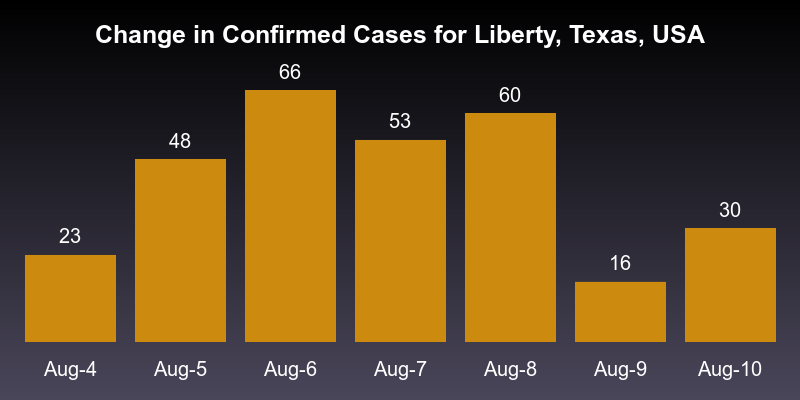 Change in Confirmed Cases for Liberty, Texas, USA
23
48
66
53
60
16
30
Aug-4
Aug-5
Aug-6
Aug-7
Aug-8
Aug-9
Aug-10